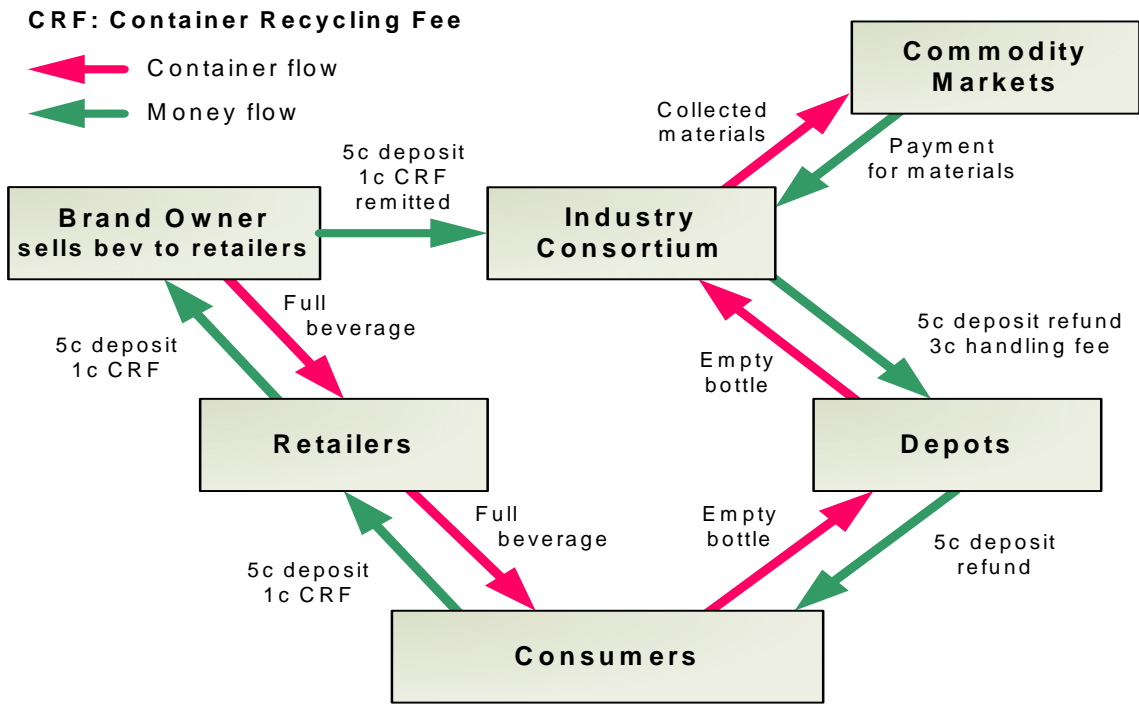 CRF: Container Recycling Fee
Container flow
Money flow
Commodity
Markets
Collected
materials
Payment
for materials
5c deposit
1c CRF
remitted
Brand Owner
sells bev to retailers
Industry
Consortium
Full
beverage
5c deposit
1c CRF
5c deposit refund
3c handling fee
Empty
bottle
Retailers
Depots
Full
beverage
Empty
bottle
5c deposit
1c CRF
5c deposit
refund
Consumers